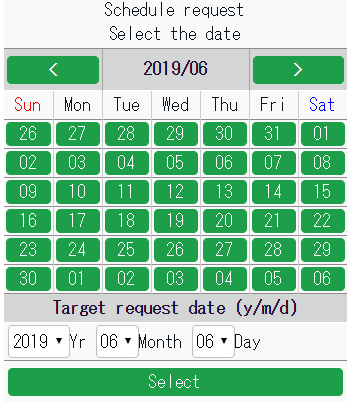 Schedule request
Select the date
< 2019/06 >
Sun Mon Tue Wed Thu Fri Sat
26 27 28 29 30 31 01
02 03 04 05 06 07 08
09 10 11 12 13 14 15
16 17 18 19 20 21 22
23 24 25 26 27 28 29
30 01 02 03 04 05 06
Target request date (y/m/d)
2019 ▾ Yr 06 ▾ Month 06 ▾ Day
Select